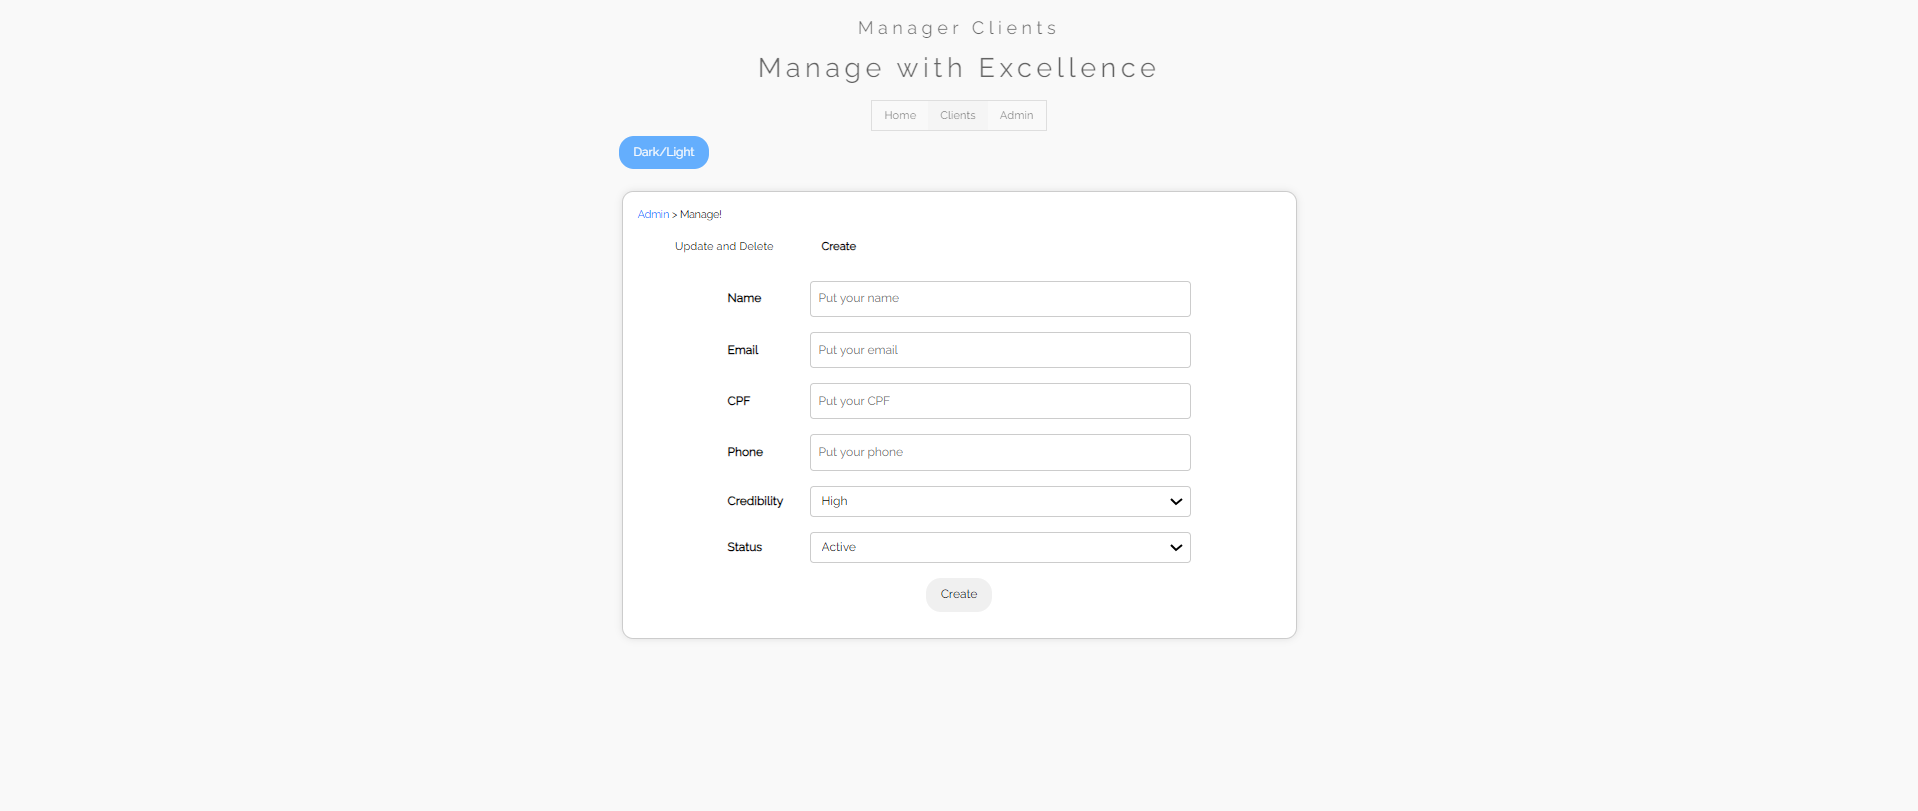 Manager Clients
Manage with Excellence
Home Clients Admin
Dark/Light
Admin > Manage!
Update and Delete Create
Name Put your name
Email Put your email
CPF Put your CPF
Phone Put your phone
Credibility High
Status Active
Create